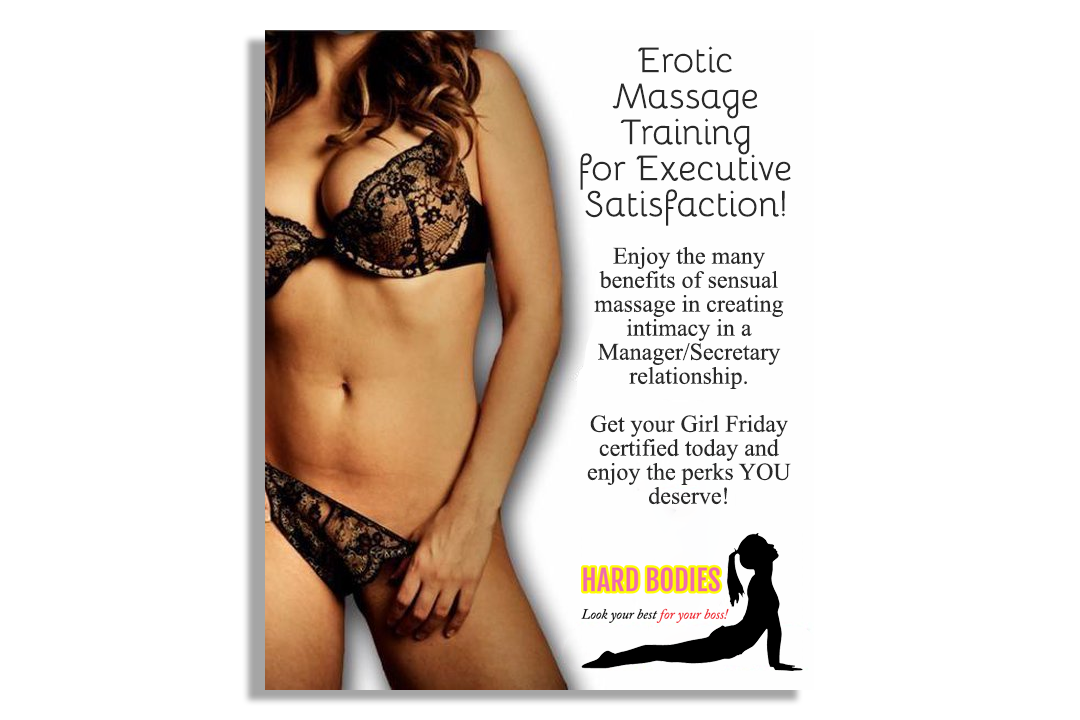 Erotic
Massage
Training
for Executive
Satisfaction!
Enjoy the many
benefits of sensual
massage in creating
intimacy in a
Manager/Secretary
relationship.
Get your Girl Friday
certified today and
enjoy the perks YOU
deserve!
HARD BODIES
Look your best for your boss!